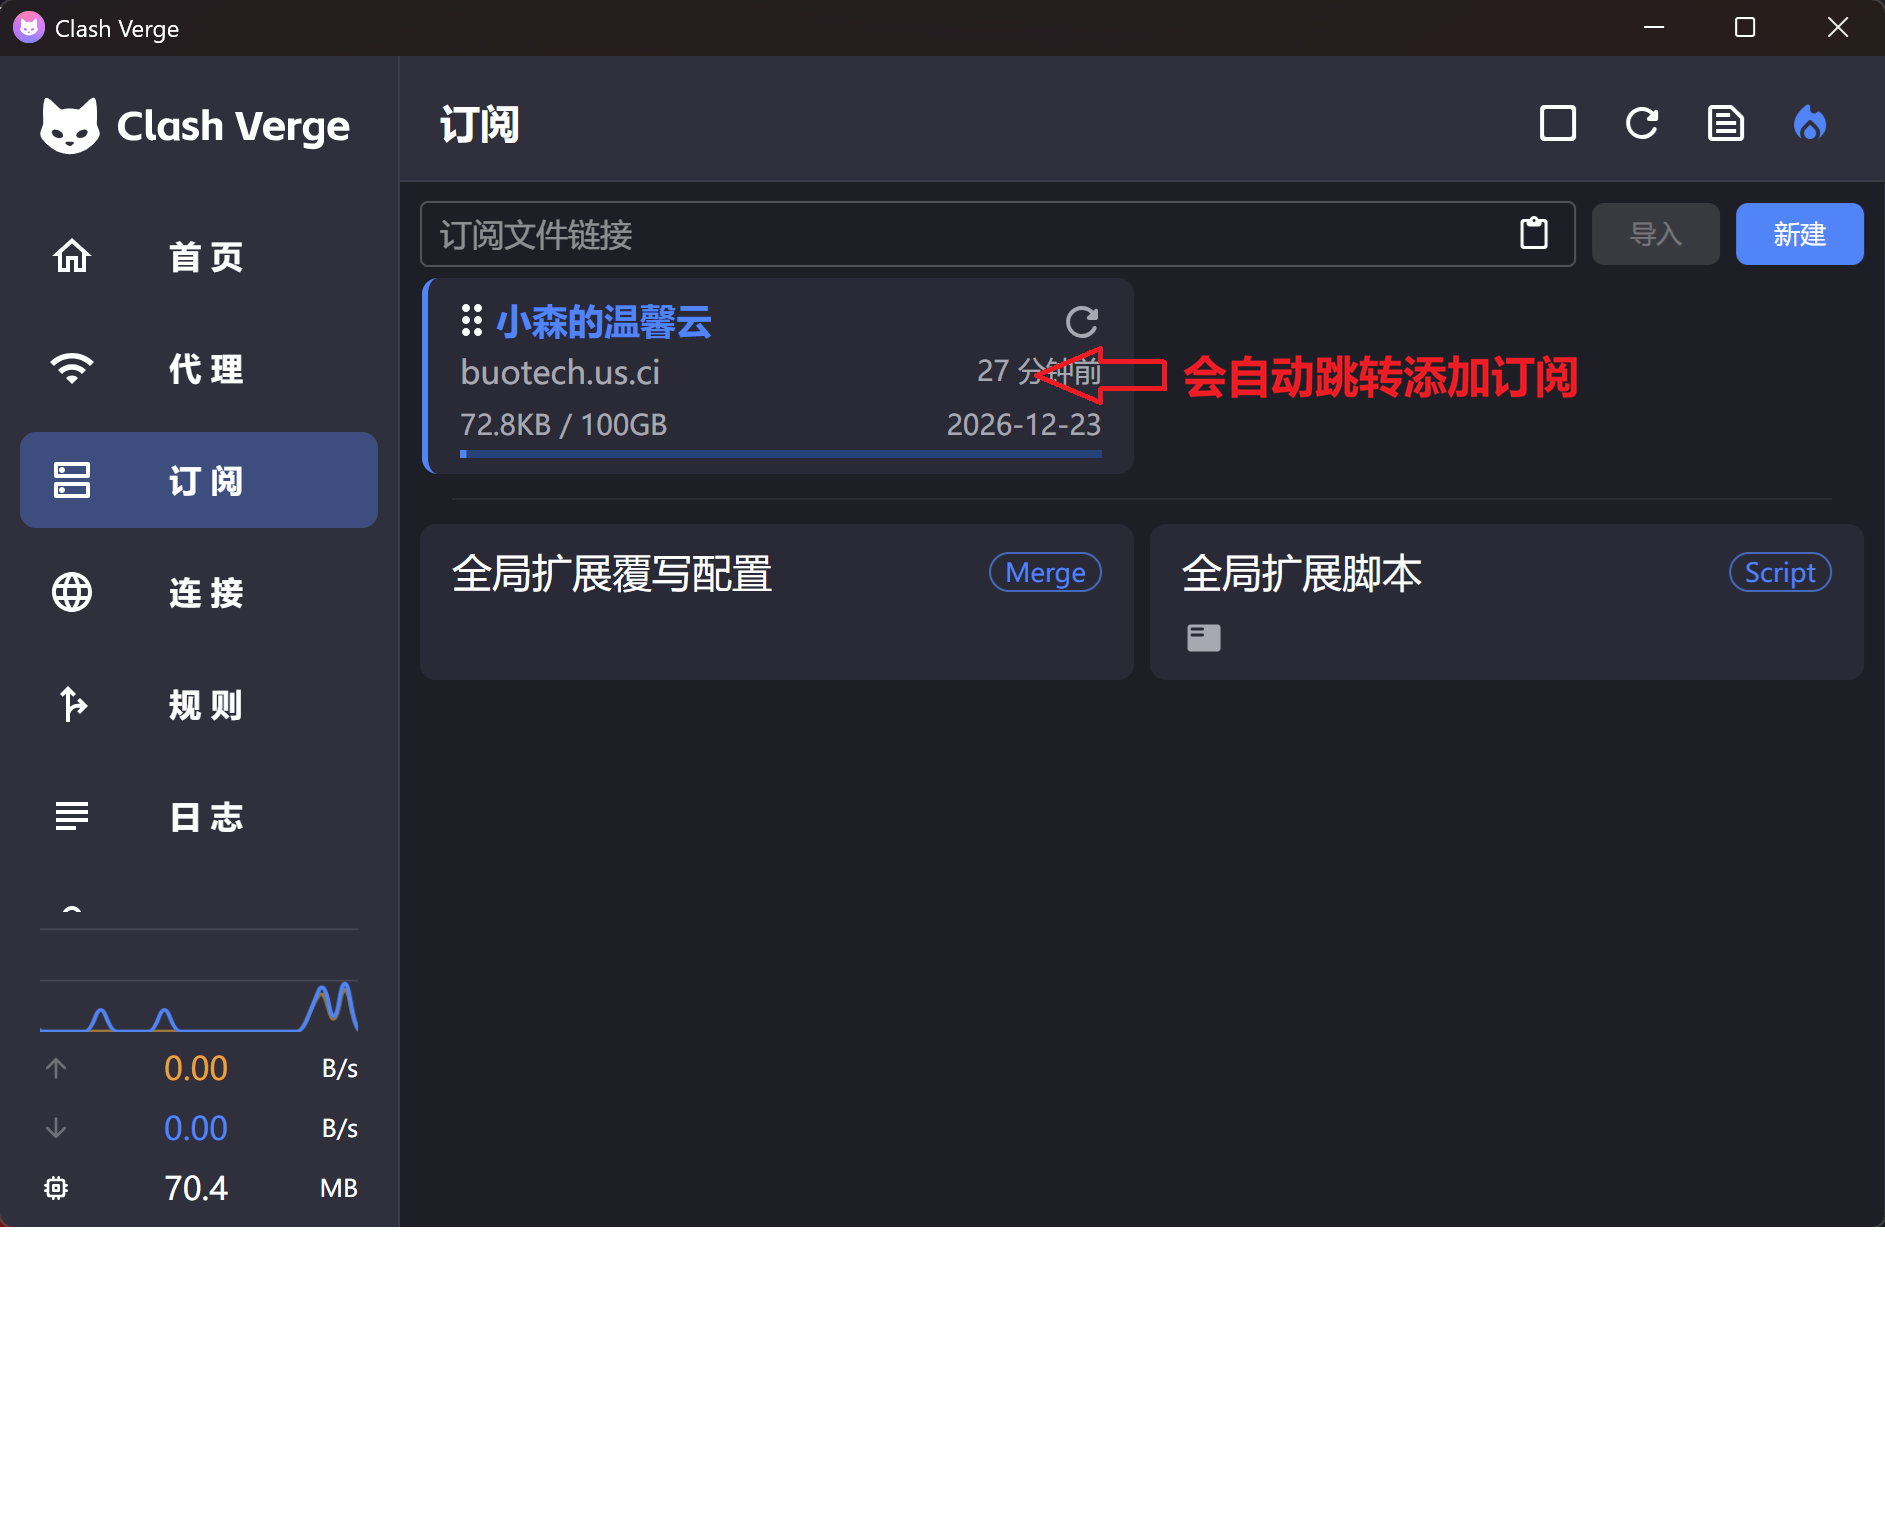 Clash Verge
Clash Verge
首页
代理
订阅
连接
规则
日志
0.00 B/s
0.00 B/s
70.4 MB
订阅
订阅文件链接
导入
新建
小森的温馨云
buotech.us.ci
27 分钟前
会自动跳转添加订阅
72.8KB / 100GB
2026-12-23
全局扩展覆写配置
Merge
全局扩展脚本
Script